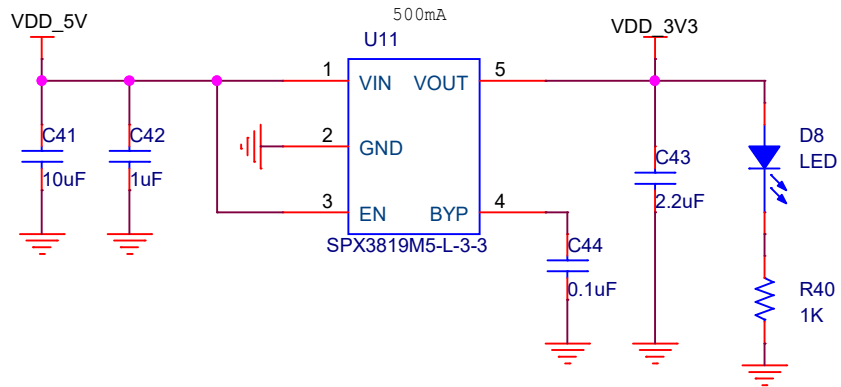 500mA
VDD_5V
U11
VDD_3V3
1
VIN
VOUT
5
2
GND
3
EN
BYP
4
SPX3819M5-L-3-3
C41
10uF
C42
1uF
C43
2.2uF
C44
0.1uF
D8
LED
R40
1K